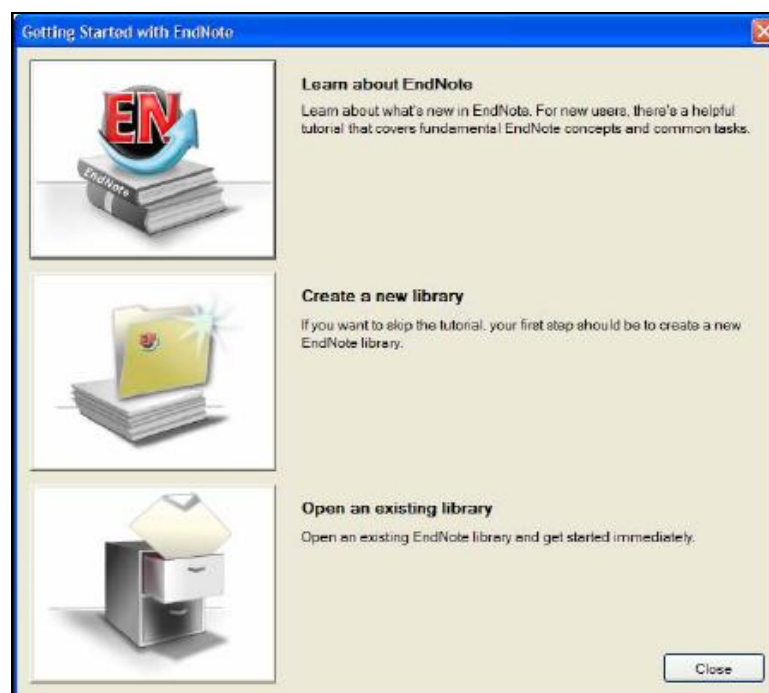 Getting Started with EndNote
EN
EndNote
Learn about EndNote
Learn about what's new in EndNote. For new users, there's a helpful
tutorial that covers fundamental EndNote concepts and common tasks.
Create a new library
If you want to skip the tutorial, your first step should be to create a new
EndNote library.
Open an existing library
Open an existing EndNote library and get started immediately.
Close